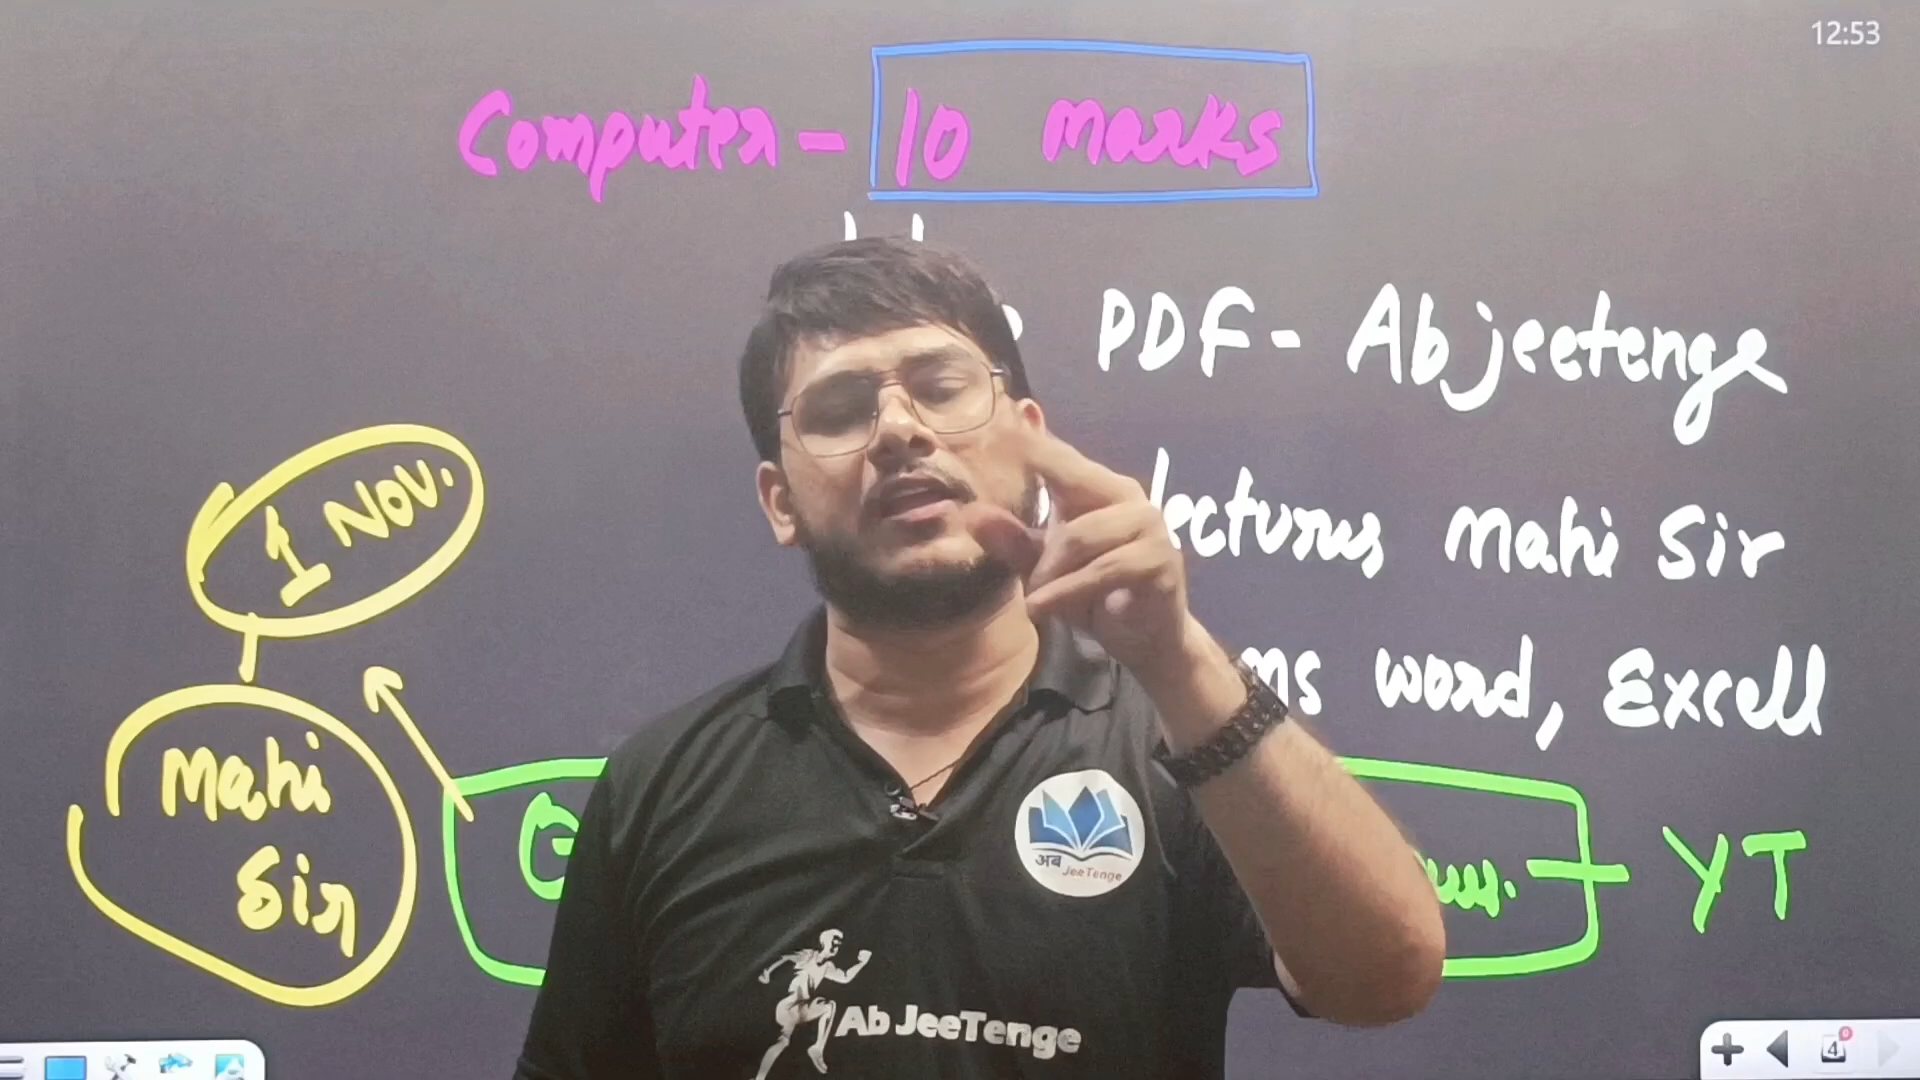 12:53
Computer - 10 marks
PDF - Abjeetenge
lectures Mahi Sir
1 Nov.
ms word, Excell
Mahi
Sir
YT
अब
JeeTenge
Ab JeeTenge
4